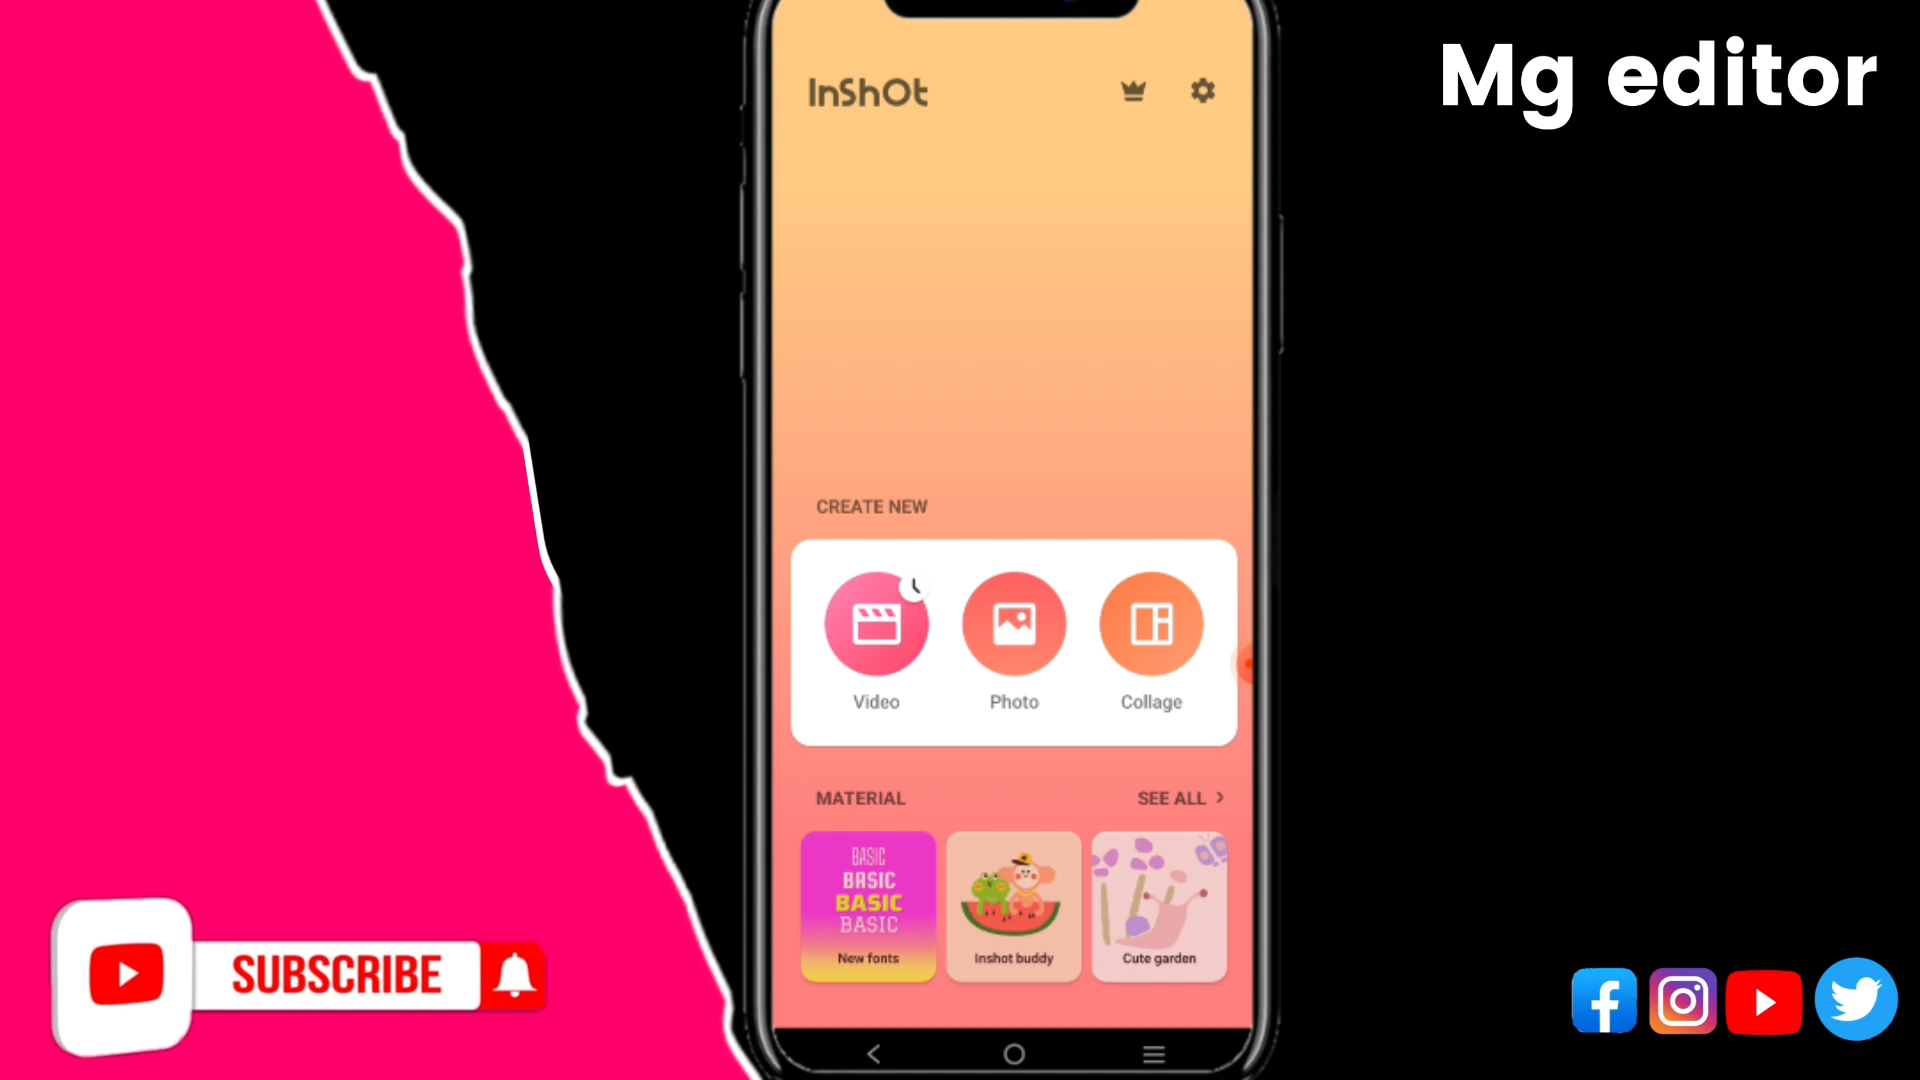 Mg editor
InShOt
CREATE NEW
Video
Photo
Collage
MATERIAL
SEE ALL >
BASIC
BASIC
BASIC
BASIC
New fonts
Inshot buddy
Cute garden
SUBSCRIBE